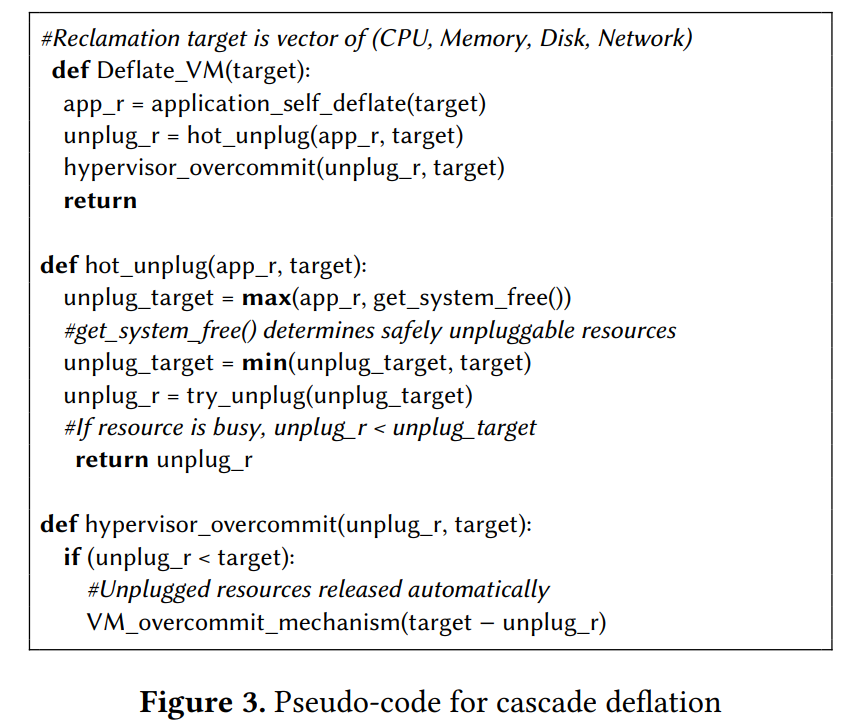 #Reclamation target is vector of (CPU, Memory, Disk, Network)
def Deflate_VM(target):
app_r = application_self_deflate(target)
unplug_r = hot_unplug(app_r, target)
hypervisor_overcommit(unplug_r, target)
return
def hot_unplug(app_r, target):
unplug_target = max(app_r, get_system_free())
#get_system_free() determines safely unpluggable resources
unplug_target = min(unplug_target, target)
unplug_r = try_unplug(unplug_target)
#If resource is busy, unplug_r < unplug_target
return unplug_r
def hypervisor_overcommit(unplug_r, target):
if (unplug_r < target):
#Unplugged resources released automatically
VM_overcommit_mechanism(target − unplug_r)
Figure 3. Pseudo-code for cascade deflation